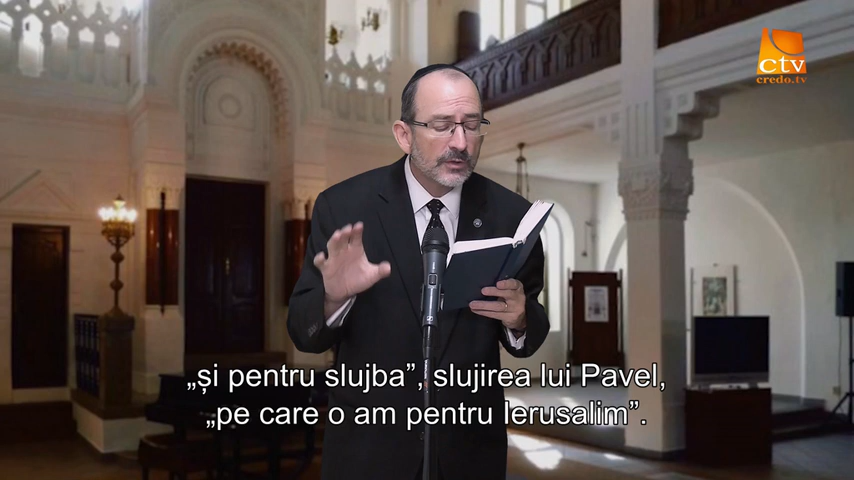 ctv
credo.tv
„și pentru slujba”, slujirea lui Pavel,
„pe care o am pentru Ierusalim”.